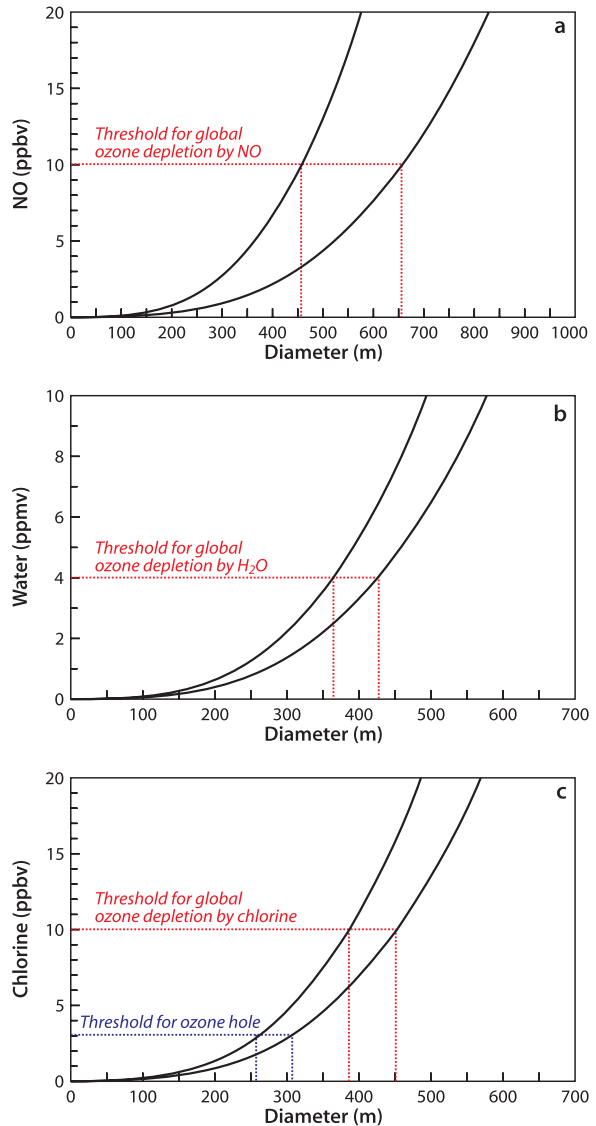 20
a
15
Threshold for global
ozone depletion by NO
10
NO (ppbv)
5
0
0 100 200 300 400 500 600 700 800 900 1000
Diameter (m)
10
b
8
6
Threshold for global
ozone depletion by H₂O
4
Water (ppmv)
2
0
0 100 200 300 400 500 600 700
Diameter (m)
20
c
15
Threshold for global
ozone depletion by chlorine
10
Chlorine (ppbv)
5
Threshold for ozone hole
0
0 100 200 300 400 500 600 700
Diameter (m)